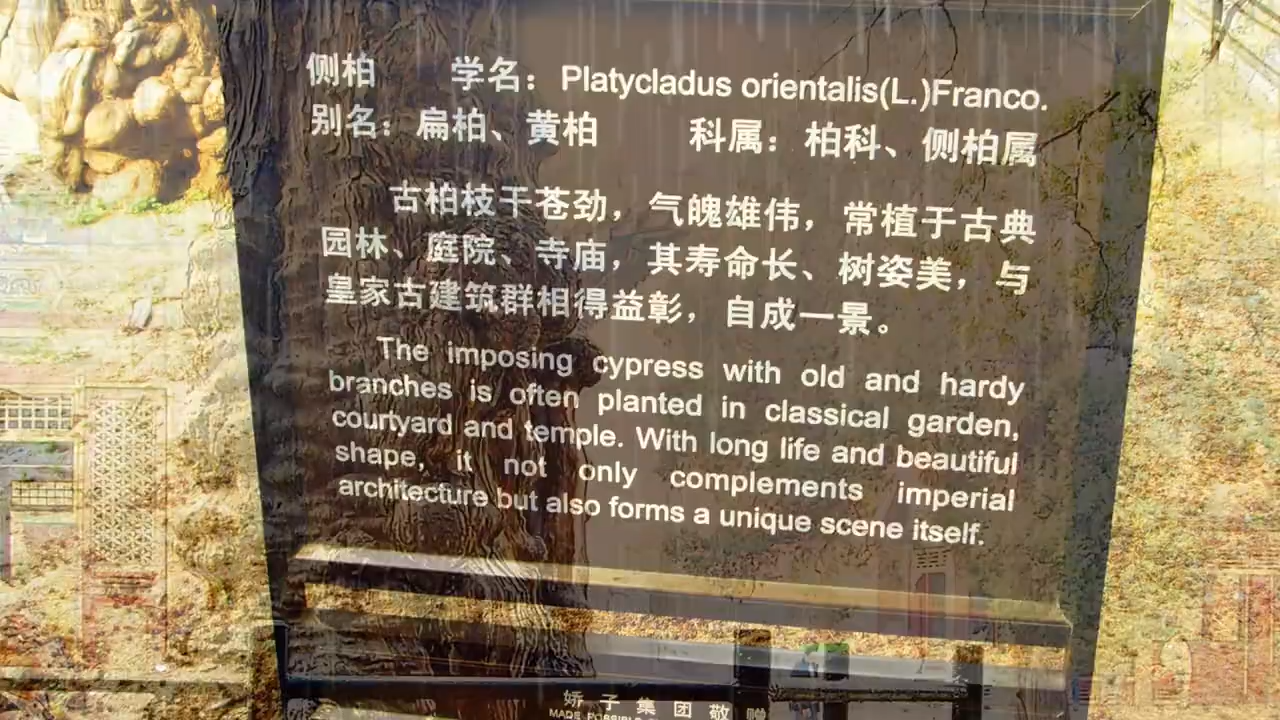 侧柏 学名：Platycladus orientalis(L.)Franco.
别名：扁柏、黄柏 科属：柏科、侧柏属
古柏枝干苍劲，气魄雄伟，常植于古典
园林、庭院、寺庙，其寿命长、树姿美，与
皇家古建筑群相得益彰，自成一景。
The imposing cypress with old and hardy
branches is often planted in classical garden,
courtyard and temple. With long life and beautiful
shape, it not only complements imperial
architecture but also forms a unique scene itself.
娇子集团敬赠
MADE POSSIBLE